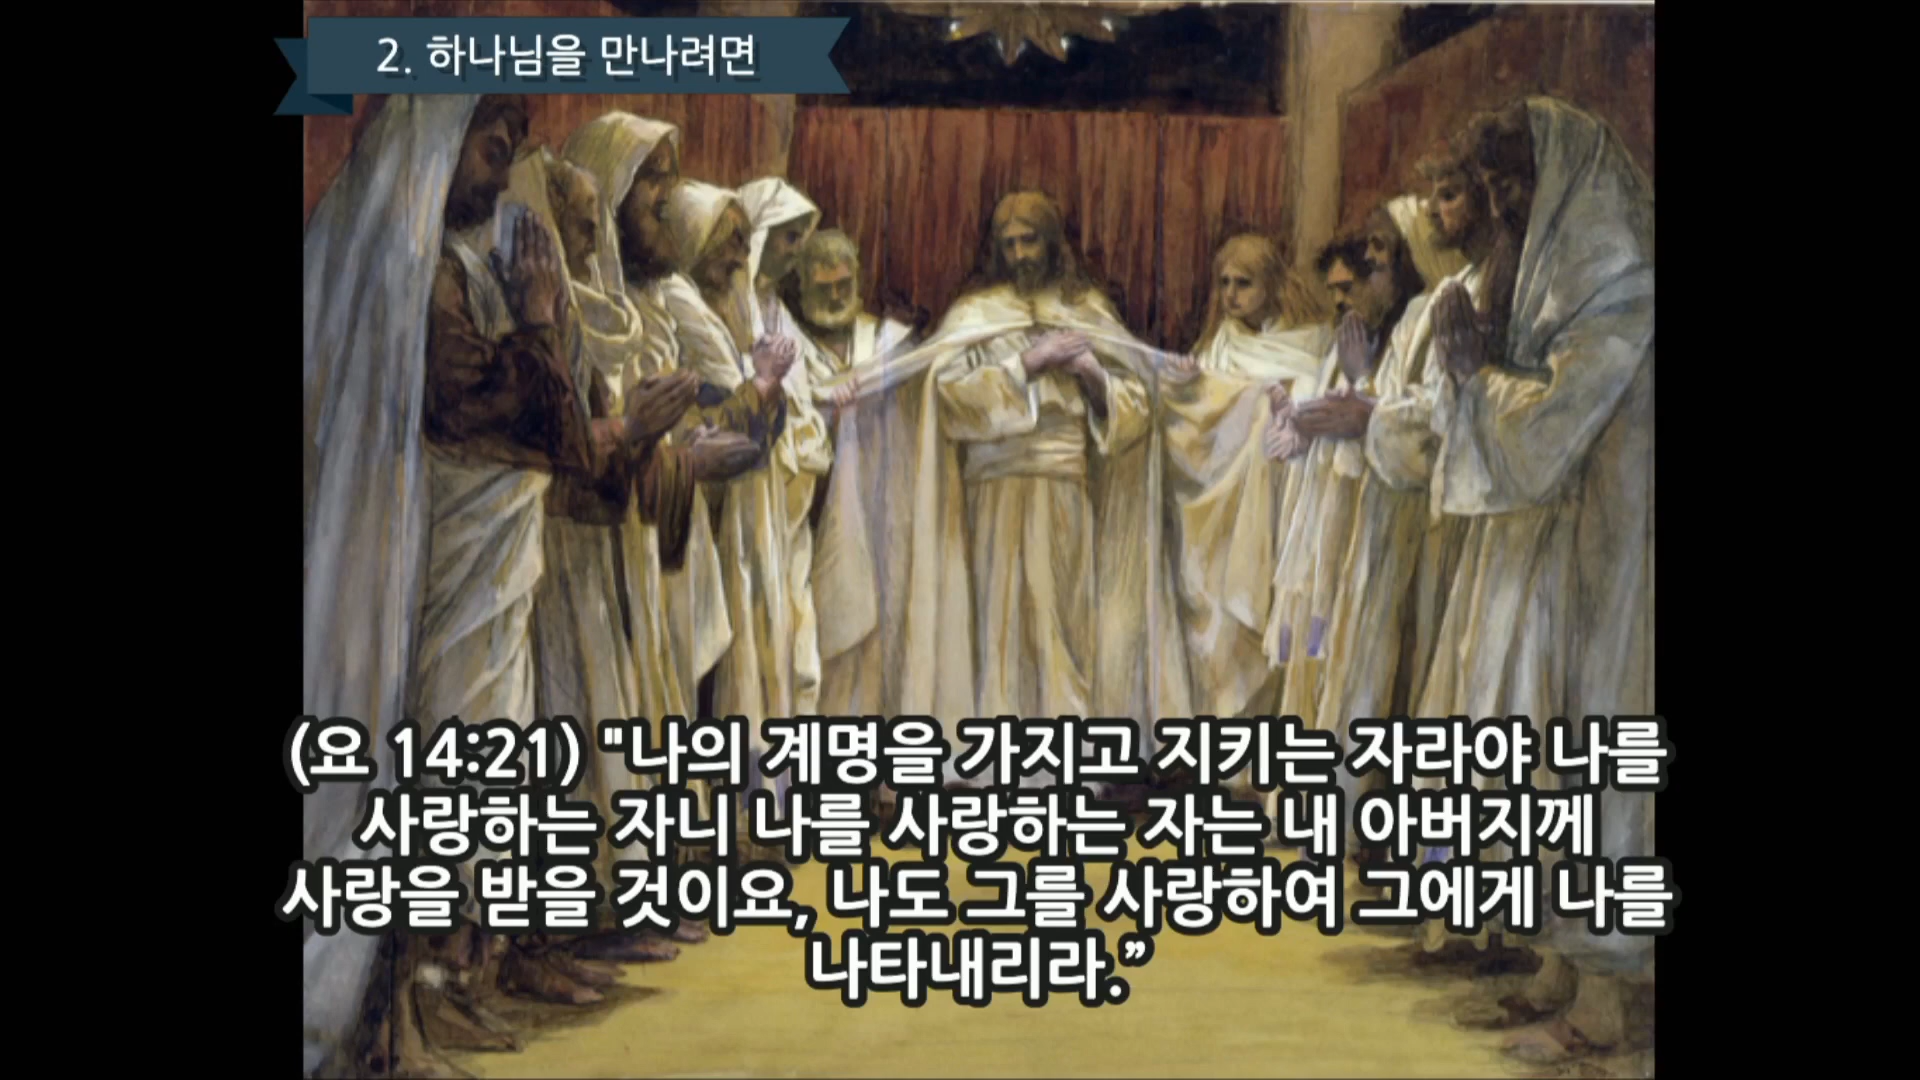 2. 하나님을 만나려면
(요 14:21) "나의 계명을 가지고 지키는 자라야 나를
사랑하는 자니 나를 사랑하는 자는 내 아버지께
사랑을 받을 것이요, 나도 그를 사랑하여 그에게 나를
나타내리라.”